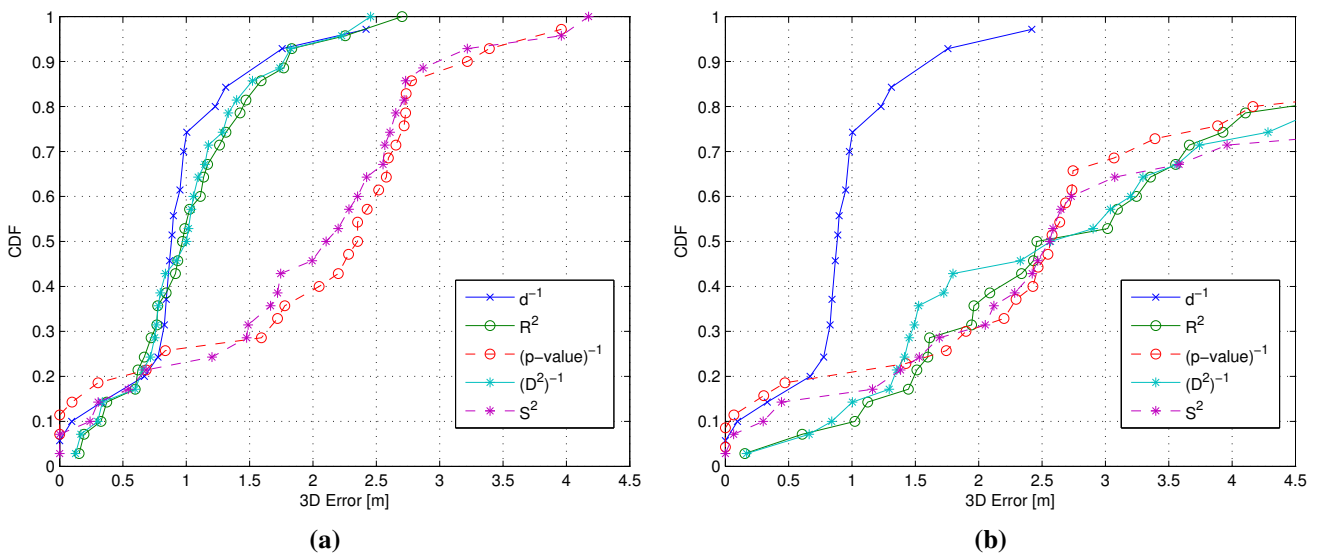 1
0.9
0.8
0.7
0.6
0.5
0.4
0.3
0.2
0.1
0
CDF
0 0.5 1 1.5 2 2.5 3 3.5 4 4.5
3D Error [m]
d⁻¹
R²
(p−value)⁻¹
(D²)⁻¹
S²
(a)
1
0.9
0.8
0.7
0.6
0.5
0.4
0.3
0.2
0.1
0
CDF
0 0.5 1 1.5 2 2.5 3 3.5 4 4.5
3D Error [m]
d⁻¹
R²
(p−value)⁻¹
(D²)⁻¹
S²
(b)